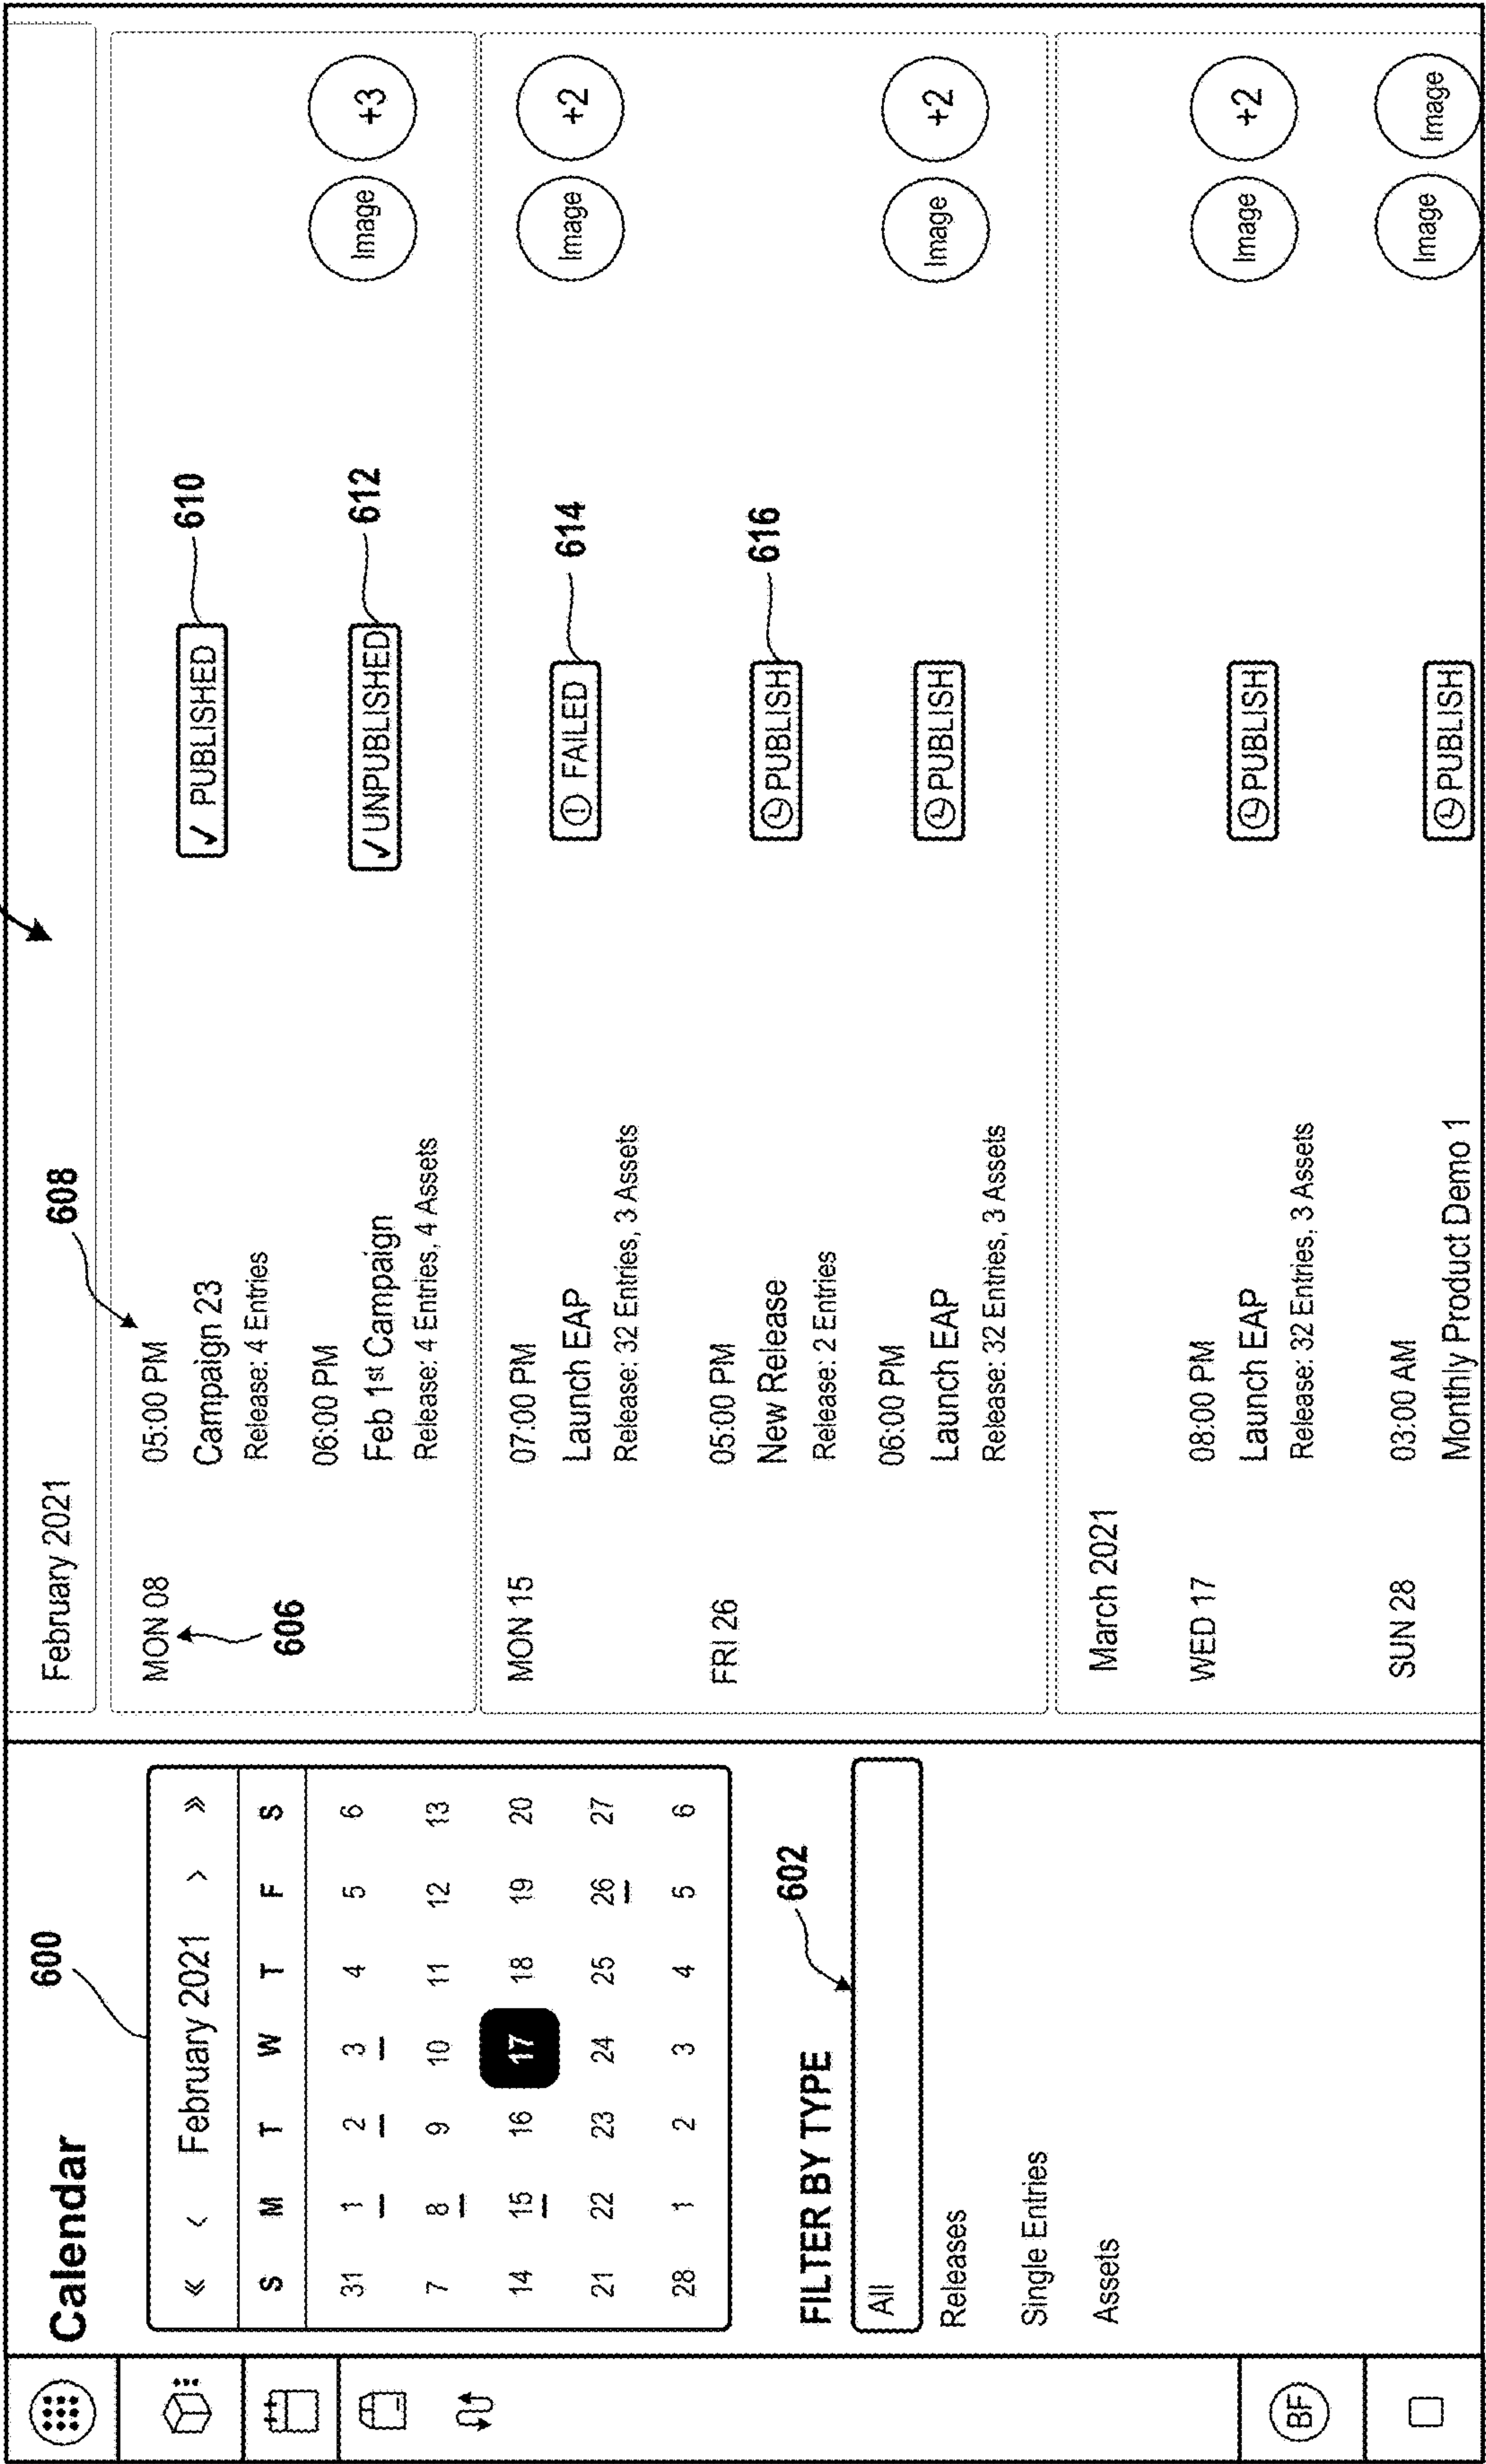 Calendar
600
« < February 2021 > »
S M T W T F S
31 1 2 3 4 5 6
7 8 9 10 11 12 13
14 15 16 17 18 19 20
21 22 23 24 25 26 27
28 1 2 3 4 5 6
FILTER BY TYPE
602
All
Releases
Single Entries
Assets
BF
February 2021
608
MON 08
606
05:00 PM
Campaign 23
Release: 4 Entries
✓ PUBLISHED
610
06:00 PM
Feb 1st Campaign
Release: 4 Entries, 4 Assets
✓UNPUBLISHED
612
Image
+3
MON 15
07:00 PM
Launch EAP
Release: 32 Entries, 3 Assets
! FAILED
614
Image
+2
FRI 26
05:00 PM
New Release
Release: 2 Entries
PUBLISH
616
06:00 PM
Launch EAP
Release: 32 Entries, 3 Assets
PUBLISH
Image
+2
March 2021
WED 17
08:00 PM
Launch EAP
Release: 32 Entries, 3 Assets
PUBLISH
Image
+2
SUN 28
03:00 AM
Monthly Product Demo 1
PUBLISH
Image
Image